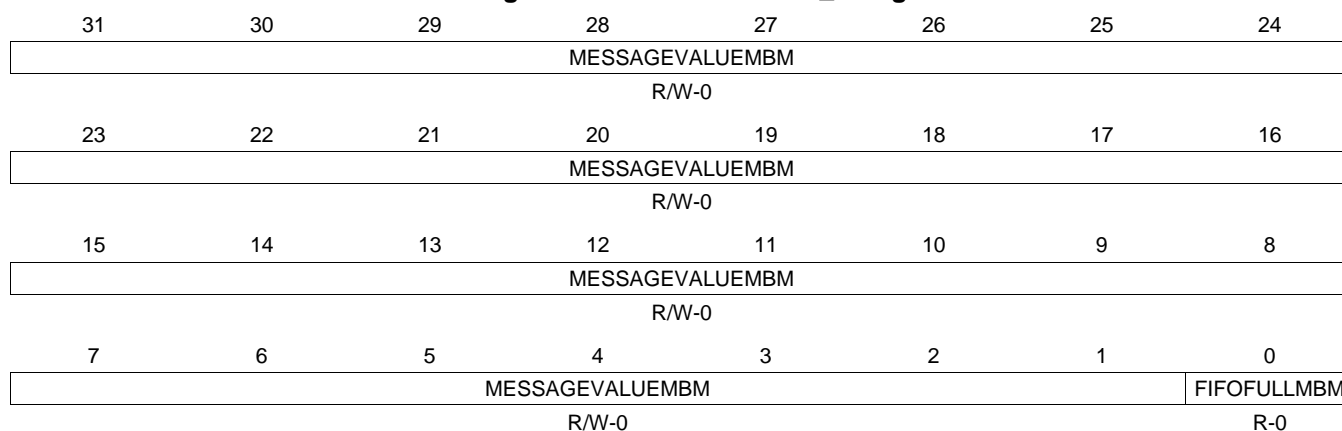 31 30 29 28 27 26 25 24
MESSAGEVALUEMBM
R/W-0
23 22 21 20 19 18 17 16
MESSAGEVALUEMBM
R/W-0
15 14 13 12 11 10 9 8
MESSAGEVALUEMBM
R/W-0
7 6 5 4 3 2 1 0
MESSAGEVALUEMBM FIFOFULLMBM
R/W-0 R-0